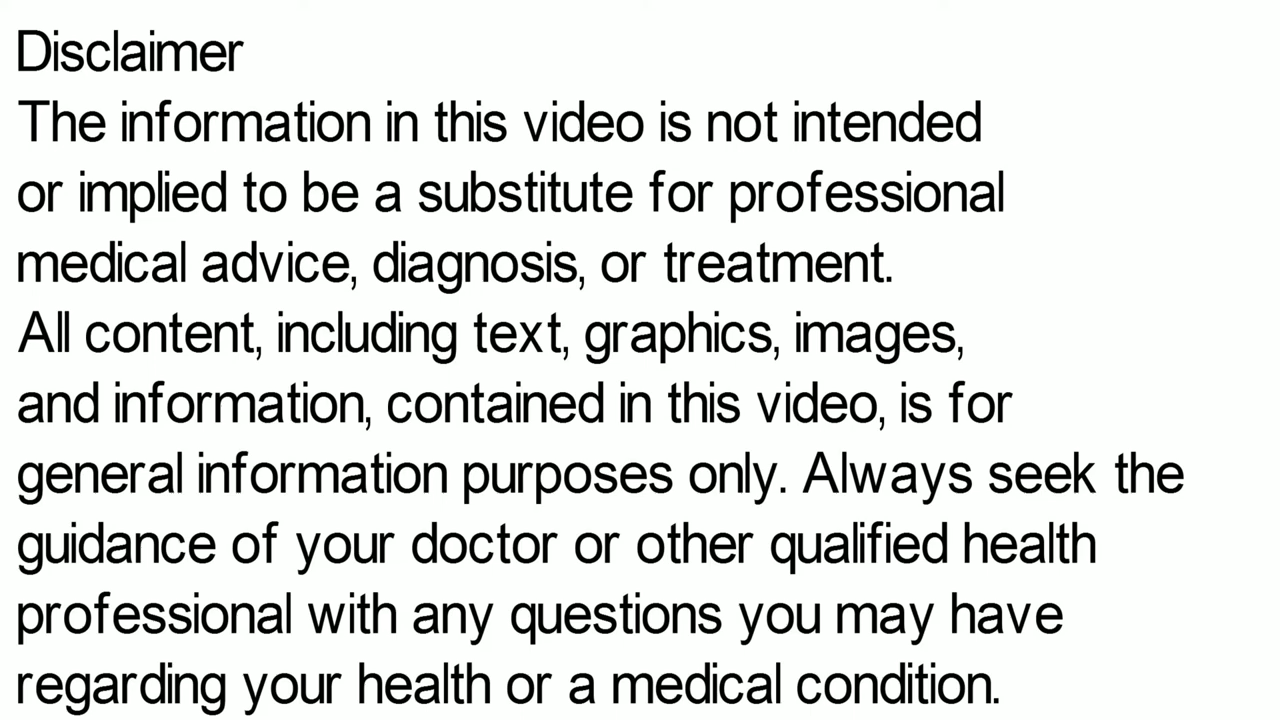 Disclaimer
The information in this video is not intended
or implied to be a substitute for professional
medical advice, diagnosis, or treatment.
All content, including text, graphics, images,
and information, contained in this video, is for
general information purposes only. Always seek the
guidance of your doctor or other qualified health
professional with any questions you may have
regarding your health or a medical condition.